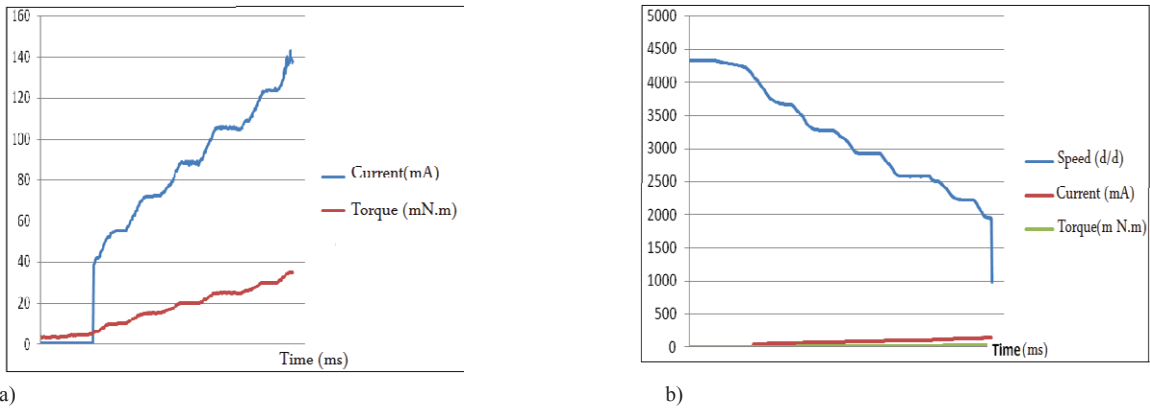 160
140
120
100
80
60
40
20
0
Current(mA)
Torque (mN.m)
Time (ms)
a)
5000
4500
4000
3500
3000
2500
2000
1500
1000
500
0
Speed (d/d)
Current (mA)
Torque(m N.m)
Time (ms)
b)